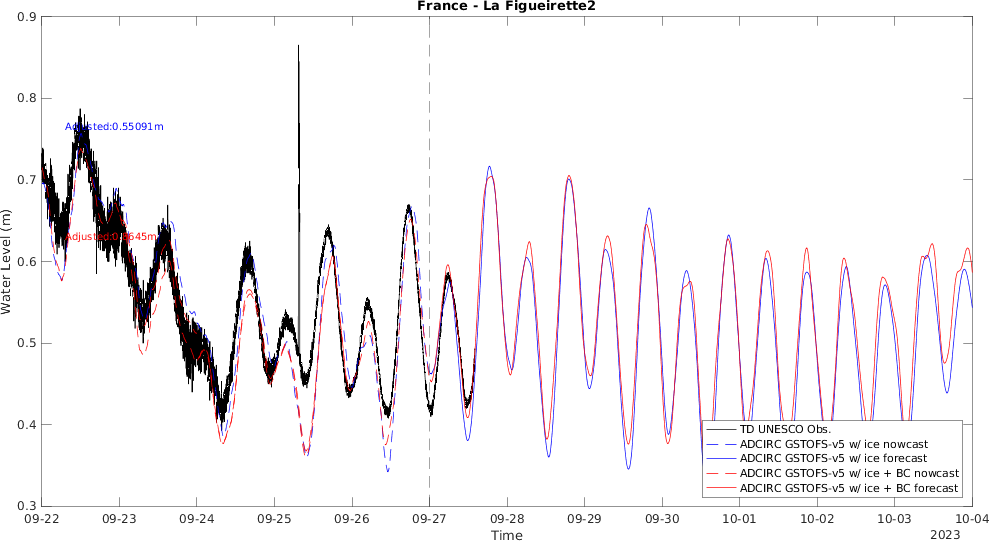 France - La Figueirette2
Water Level (m)
0.9
0.8
0.7
0.6
0.5
0.4
0.3
Adjusted:0.55091m
TD UNESCO Obs.
ADCIRC GSTOFS-v5 w/ ice nowcast
ADCIRC GSTOFS-v5 w/ ice forecast
ADCIRC GSTOFS-v5 w/ ice + BC nowcast
ADCIRC GSTOFS-v5 w/ ice + BC forecast
09-22 09-23 09-24 09-25 09-26 09-27 09-28 09-29 09-30 10-01 10-02 10-03 10-04
Time
2023